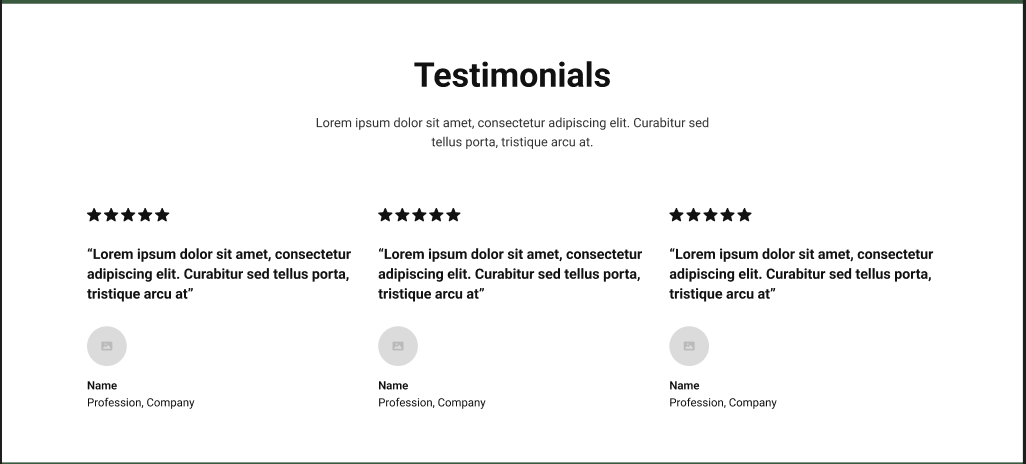 Testimonials
Lorem ipsum dolor sit amet, consectetur adipiscing elit. Curabitur sed
tellus porta, tristique arcu at.
“Lorem ipsum dolor sit amet, consectetur
adipiscing elit. Curabitur sed tellus porta,
tristique arcu at”
Name
Profession, Company
“Lorem ipsum dolor sit amet, consectetur
adipiscing elit. Curabitur sed tellus porta,
tristique arcu at”
Name
Profession, Company
“Lorem ipsum dolor sit amet, consectetur
adipiscing elit. Curabitur sed tellus porta,
tristique arcu at”
Name
Profession, Company